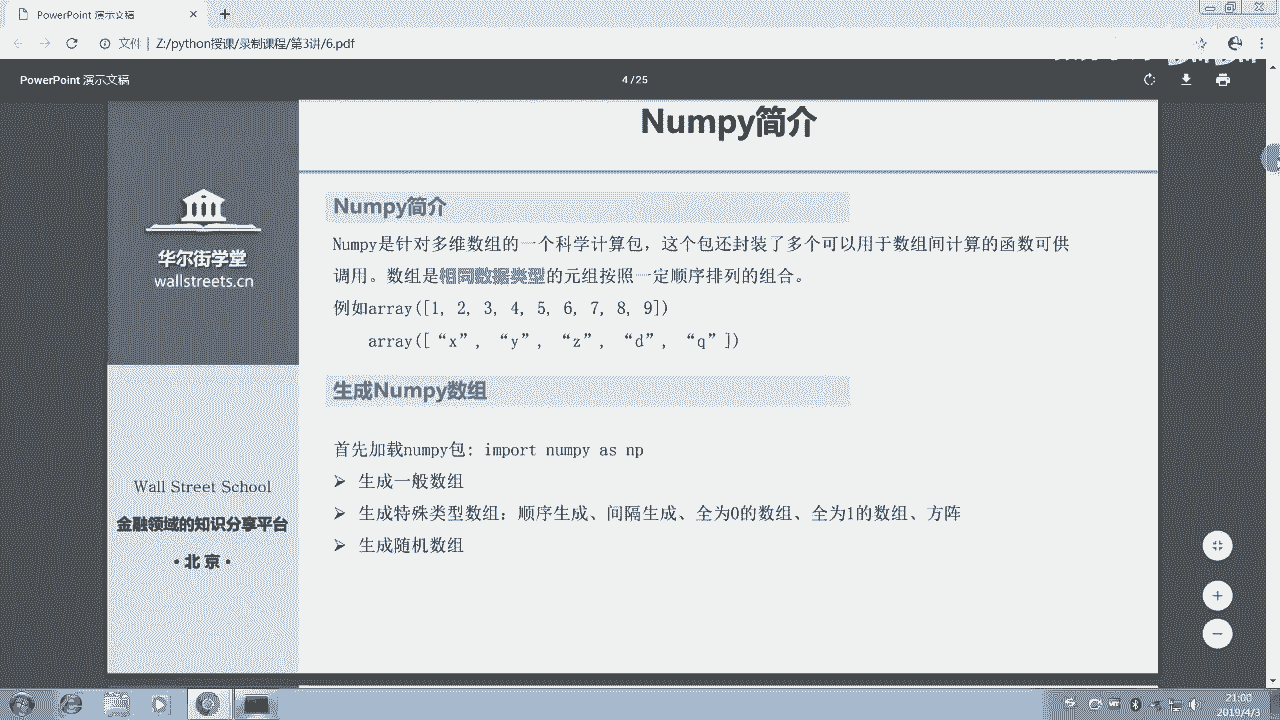 PowerPoint 演示文稿
文件 | Z:/python授课/录制课程/第3讲/6.pdf
PowerPoint 演示文稿
4 / 25
Numpy简介
华尔街学堂
wallstreets.cn
Wall Street School
金融领域的知识分享平台
• 北 京 •
Numpy简介
Numpy是针对多维数组的一个科学计算包，这个包还封装了多个可以用于数组间计算的函数可供
调用。数组是相同数据类型的元组按照一定顺序排列的组合。
例如array([1, 2, 3, 4, 5, 6, 7, 8, 9])
array([“x”, “y”, “z”, “d”, “q”])
生成Numpy数组
首先加载numpy包: import numpy as np
➢ 生成一般数组
➢ 生成特殊类型数组：顺序生成、间隔生成、全为0的数组、全为1的数组、方阵
➢ 生成随机数组
21:00
2019/4/3